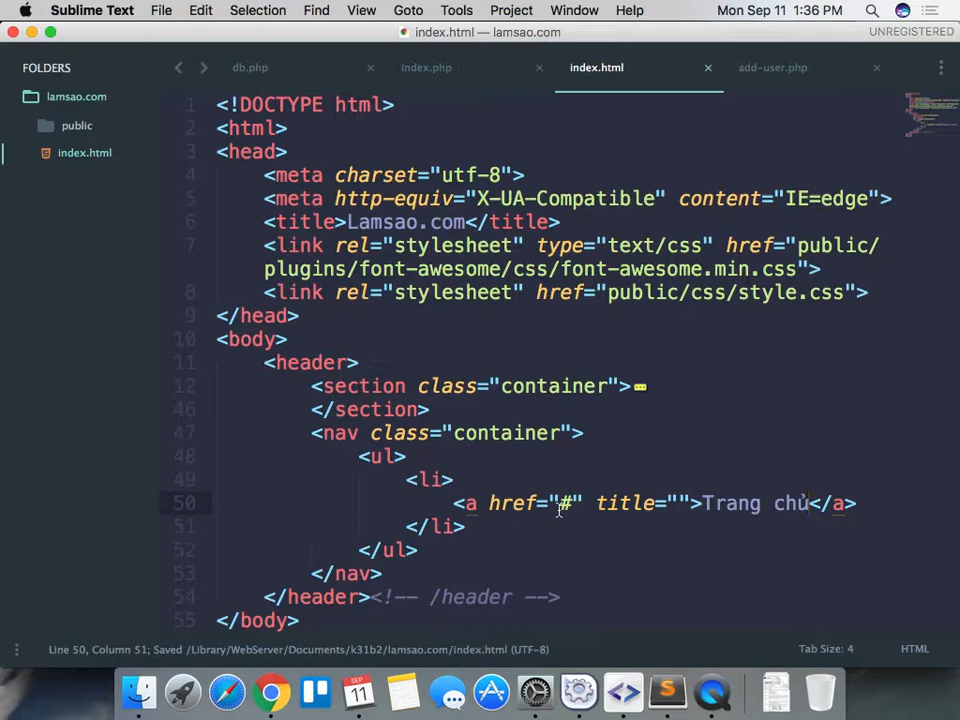 Sublime Text File Edit Selection Find View Goto Tools Project Window Help Mon Sep 11 1:36 PM
index.html — lamsao.com UNREGISTERED
FOLDERS
lamsao.com
public
index.html
db.php × Index.php × index.html × add-user.php ×
1 <!DOCTYPE html>
2 <html>
3 <head>
4 <meta charset="utf-8">
5 <meta http-equiv="X-UA-Compatible" content="IE=edge">
6 <title>Lamsao.com</title>
7 <link rel="stylesheet" type="text/css" href="public/
plugins/font-awesome/css/font-awesome.min.css">
8 <link rel="stylesheet" href="public/css/style.css">
9 </head>
10 <body>
11 <header>
12 <section class="container">
46 </section>
47 <nav class="container">
48 <ul>
49 <li>
50 <a href="#" title="">Trang chủ</a>
51 </li>
52 </ul>
53 </nav>
54 </header><!-- /header -->
55 </body>
Line 50, Column 51; Saved /Library/WebServer/Documents/k31b2/lamsao.com/index.html (UTF-8) Tab Size: 4 HTML
SEP
11